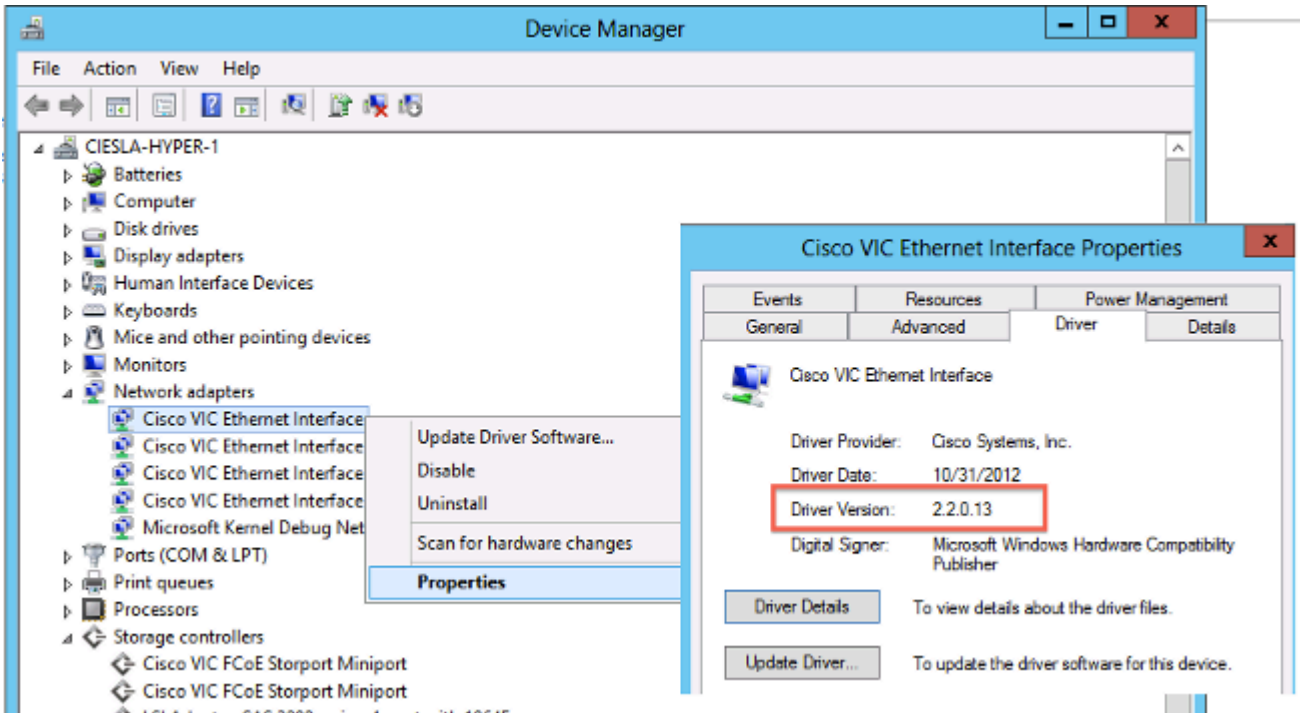 Device Manager
File Action View Help
CIESLA-HYPER-1
Batteries
Computer
Disk drives
Display adapters
Human Interface Devices
Keyboards
Mice and other pointing devices
Monitors
Network adapters
Cisco VIC Ethernet Interface
Cisco VIC Ethernet Interface
Cisco VIC Ethernet Interface
Cisco VIC Ethernet Interface
Microsoft Kernel Debug Net
Ports (COM & LPT)
Print queues
Processors
Storage controllers
Cisco VIC FCoE Storport Miniport
Cisco VIC FCoE Storport Miniport
Update Driver Software...
Disable
Uninstall
Scan for hardware changes
Properties
Cisco VIC Ethernet Interface Properties
Events Resources Power Management
General Advanced Driver Details
Cisco VIC Ethernet Interface
Driver Provider: Cisco Systems, Inc.
Driver Date: 10/31/2012
Driver Version: 2.2.0.13
Digital Signer: Microsoft Windows Hardware Compatibility
Publisher
Driver Details To view details about the driver files.
Update Driver... To update the driver software for this device.